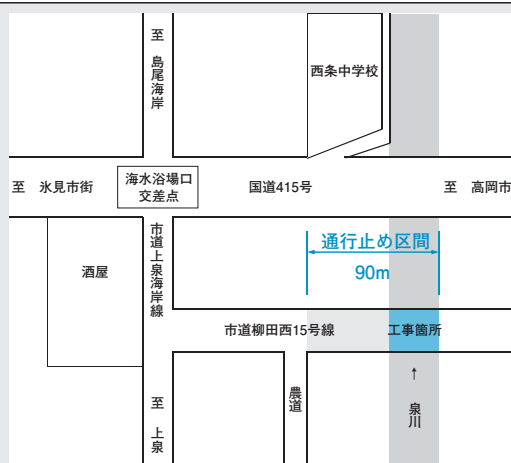 至 島尾海岸
西条中学校
至 氷見市街
海水浴場口
交差点
国道415号
至 高岡市
市道上泉海岸線
通行止め区間
90m
酒屋
市道柳田西15号線
工事箇所
農道
↑ 泉川
至 上泉